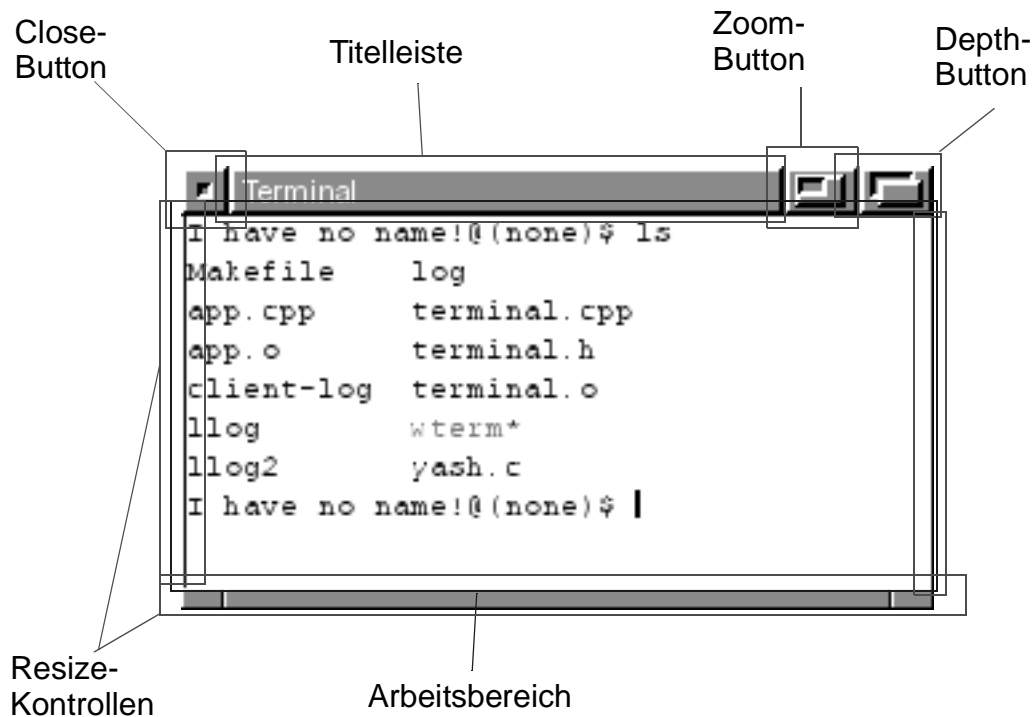 Close-
Button
Titelleiste
Zoom-
Button
Depth-
Button
Terminal
I have no name!@(none)$ ls
Makefile log
app.cpp terminal.cpp
app.o terminal.h
client-log terminal.o
llog wterm*
llog2 yash.c
I have no name!@(none)$
Resize-
Kontrollen
Arbeitsbereich